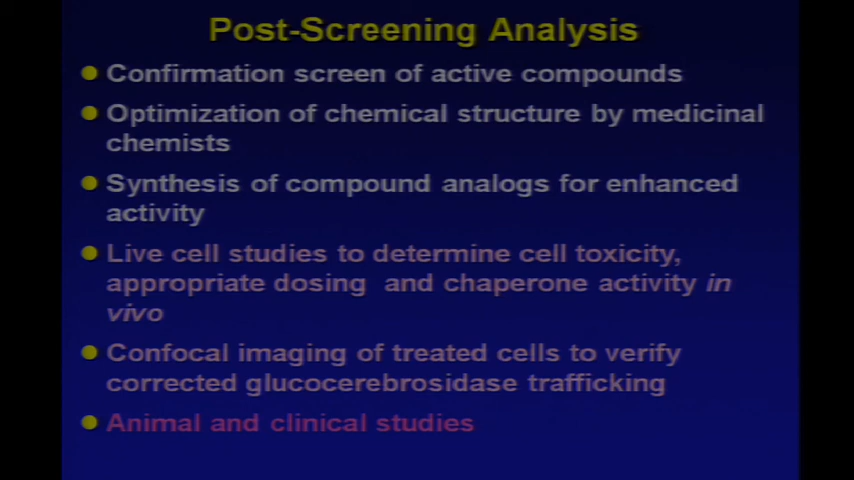 Post-Screening Analysis
Confirmation screen of active compounds
Optimization of chemical structure by medicinal
chemists
Synthesis of compound analogs for enhanced
activity
Live cell studies to determine cell toxicity,
appropriate dosing and chaperone activity in
vivo
Confocal imaging of treated cells to verify
corrected glucocerebrosidase trafficking
Animal and clinical studies